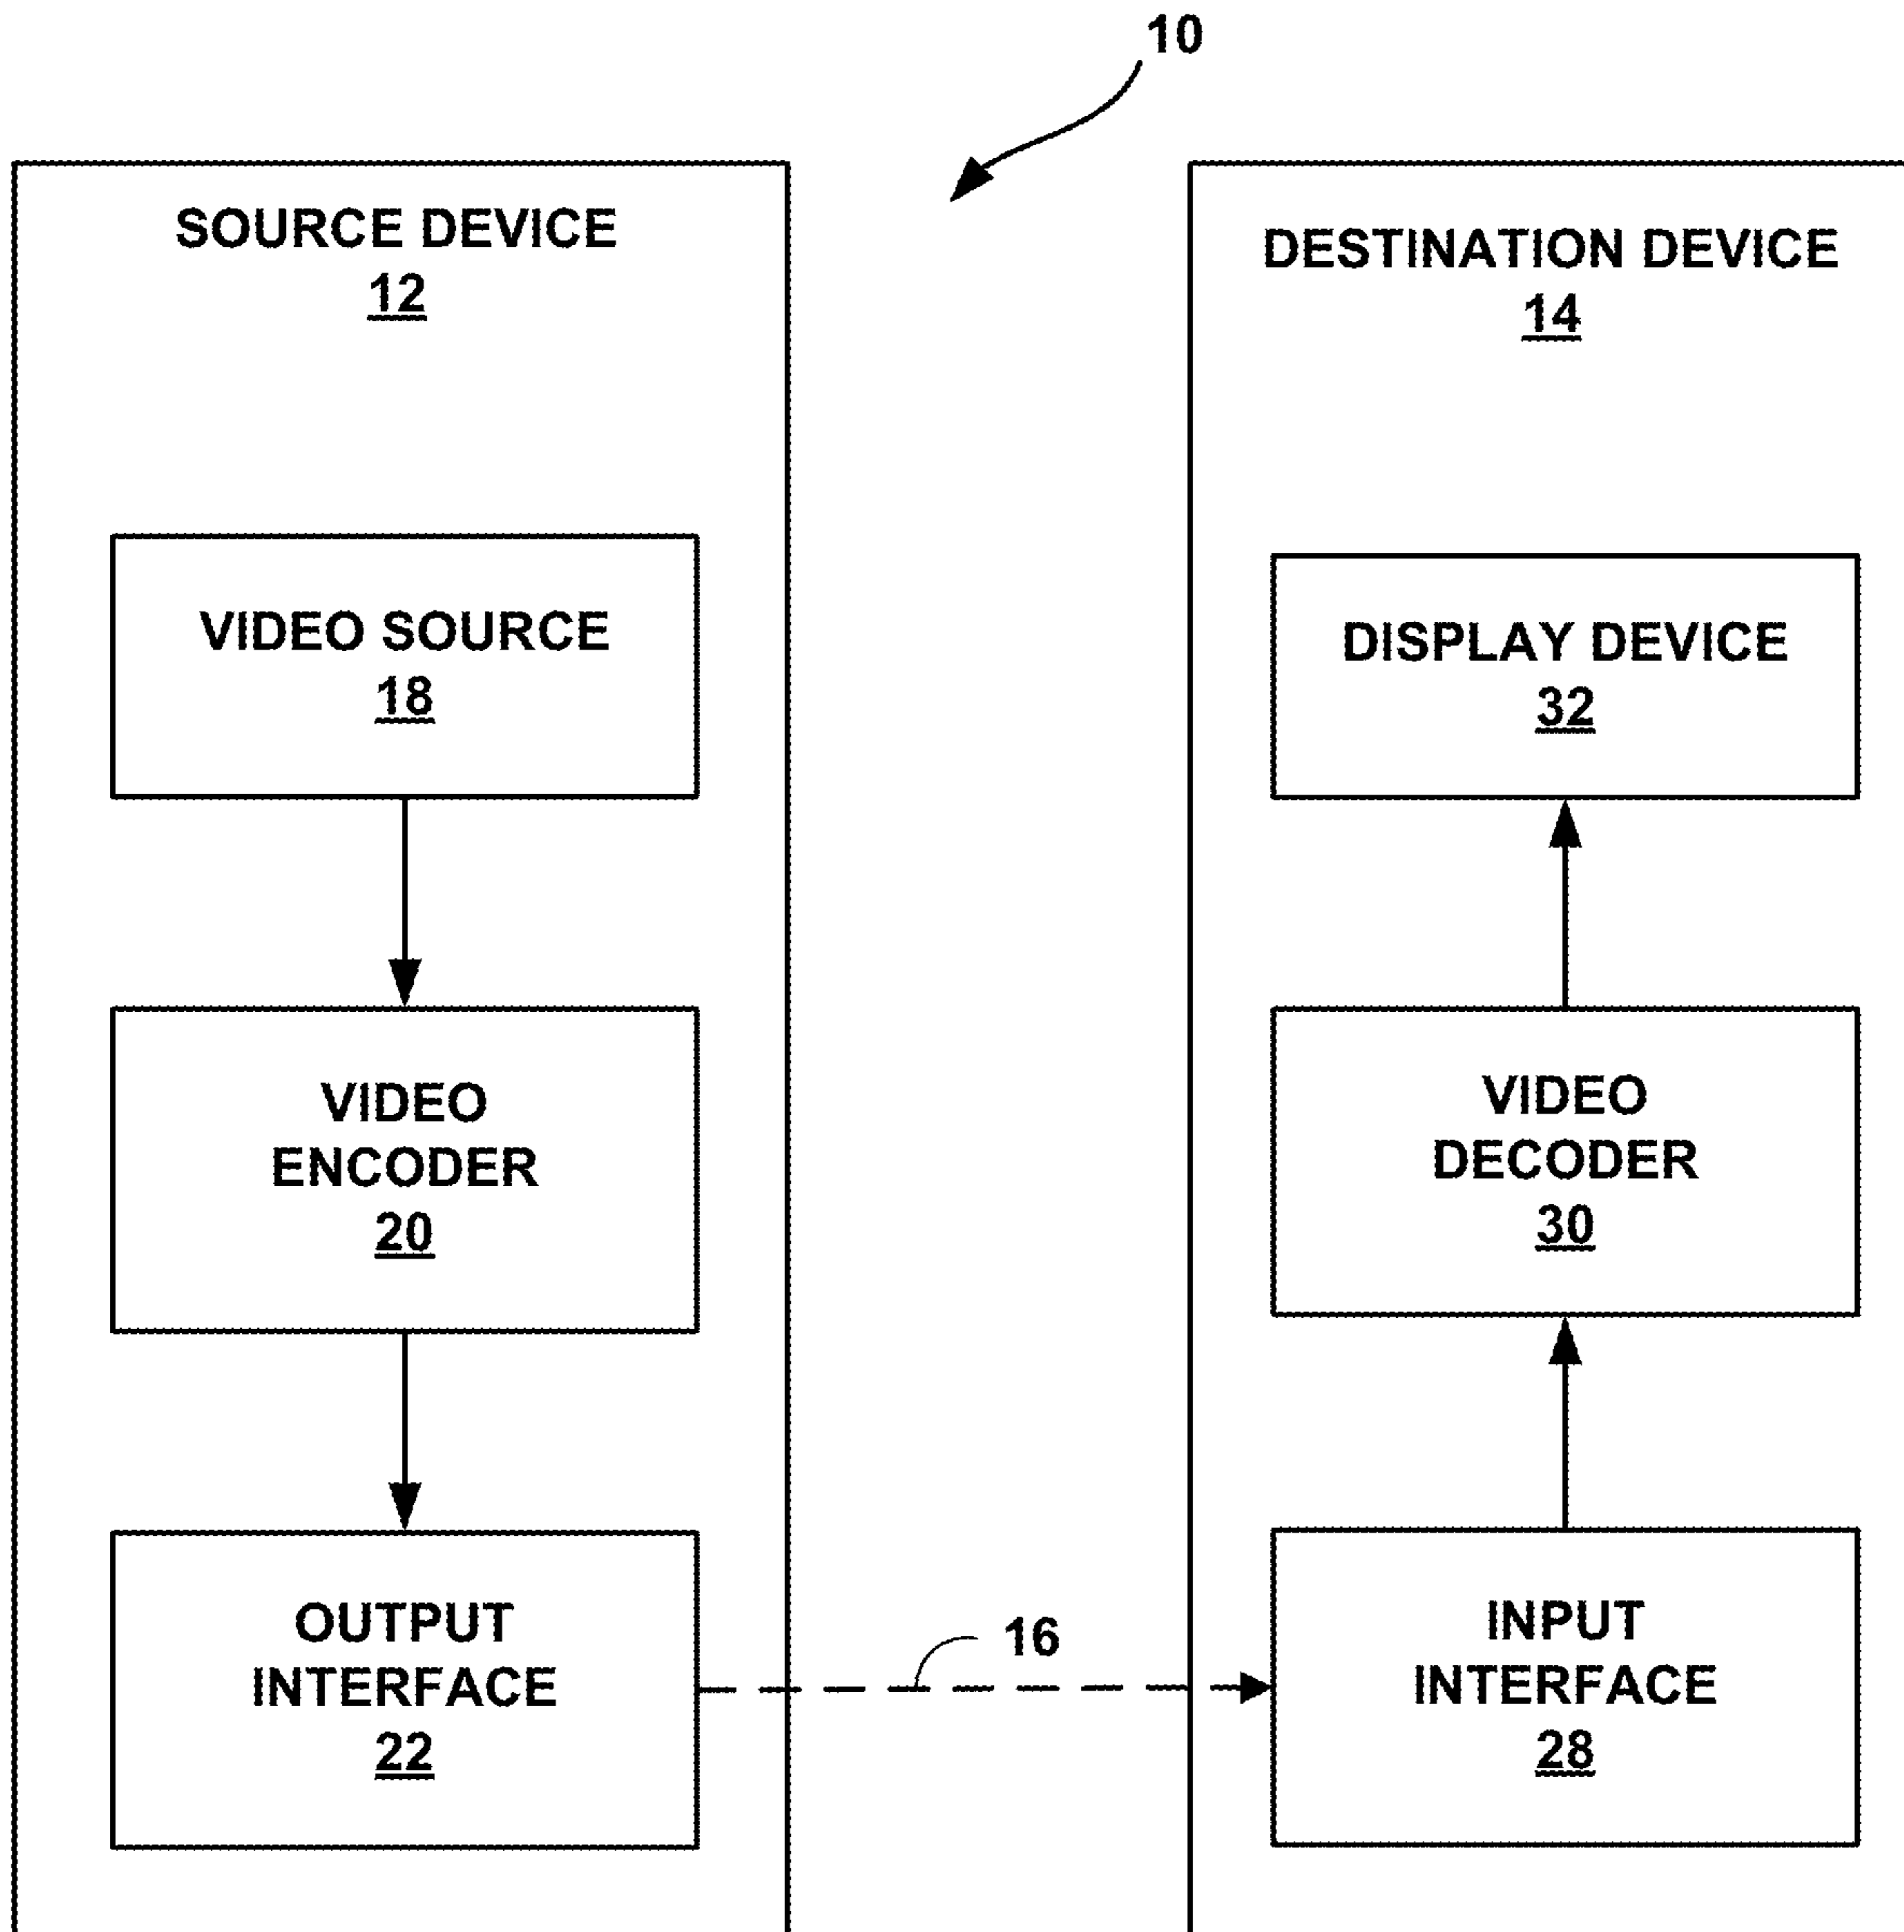 10
SOURCE DEVICE
12
VIDEO SOURCE
18
VIDEO
ENCODER
20
OUTPUT
INTERFACE
22
16
DESTINATION DEVICE
14
DISPLAY DEVICE
32
VIDEO
DECODER
30
INPUT
INTERFACE
28